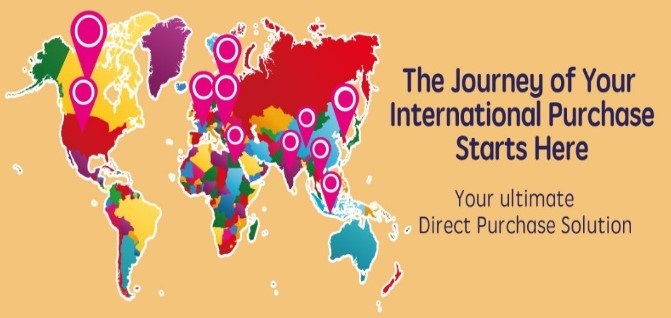 The Journey of Your
International Purchase
Starts Here
Your ultimate
Direct Purchase Solution